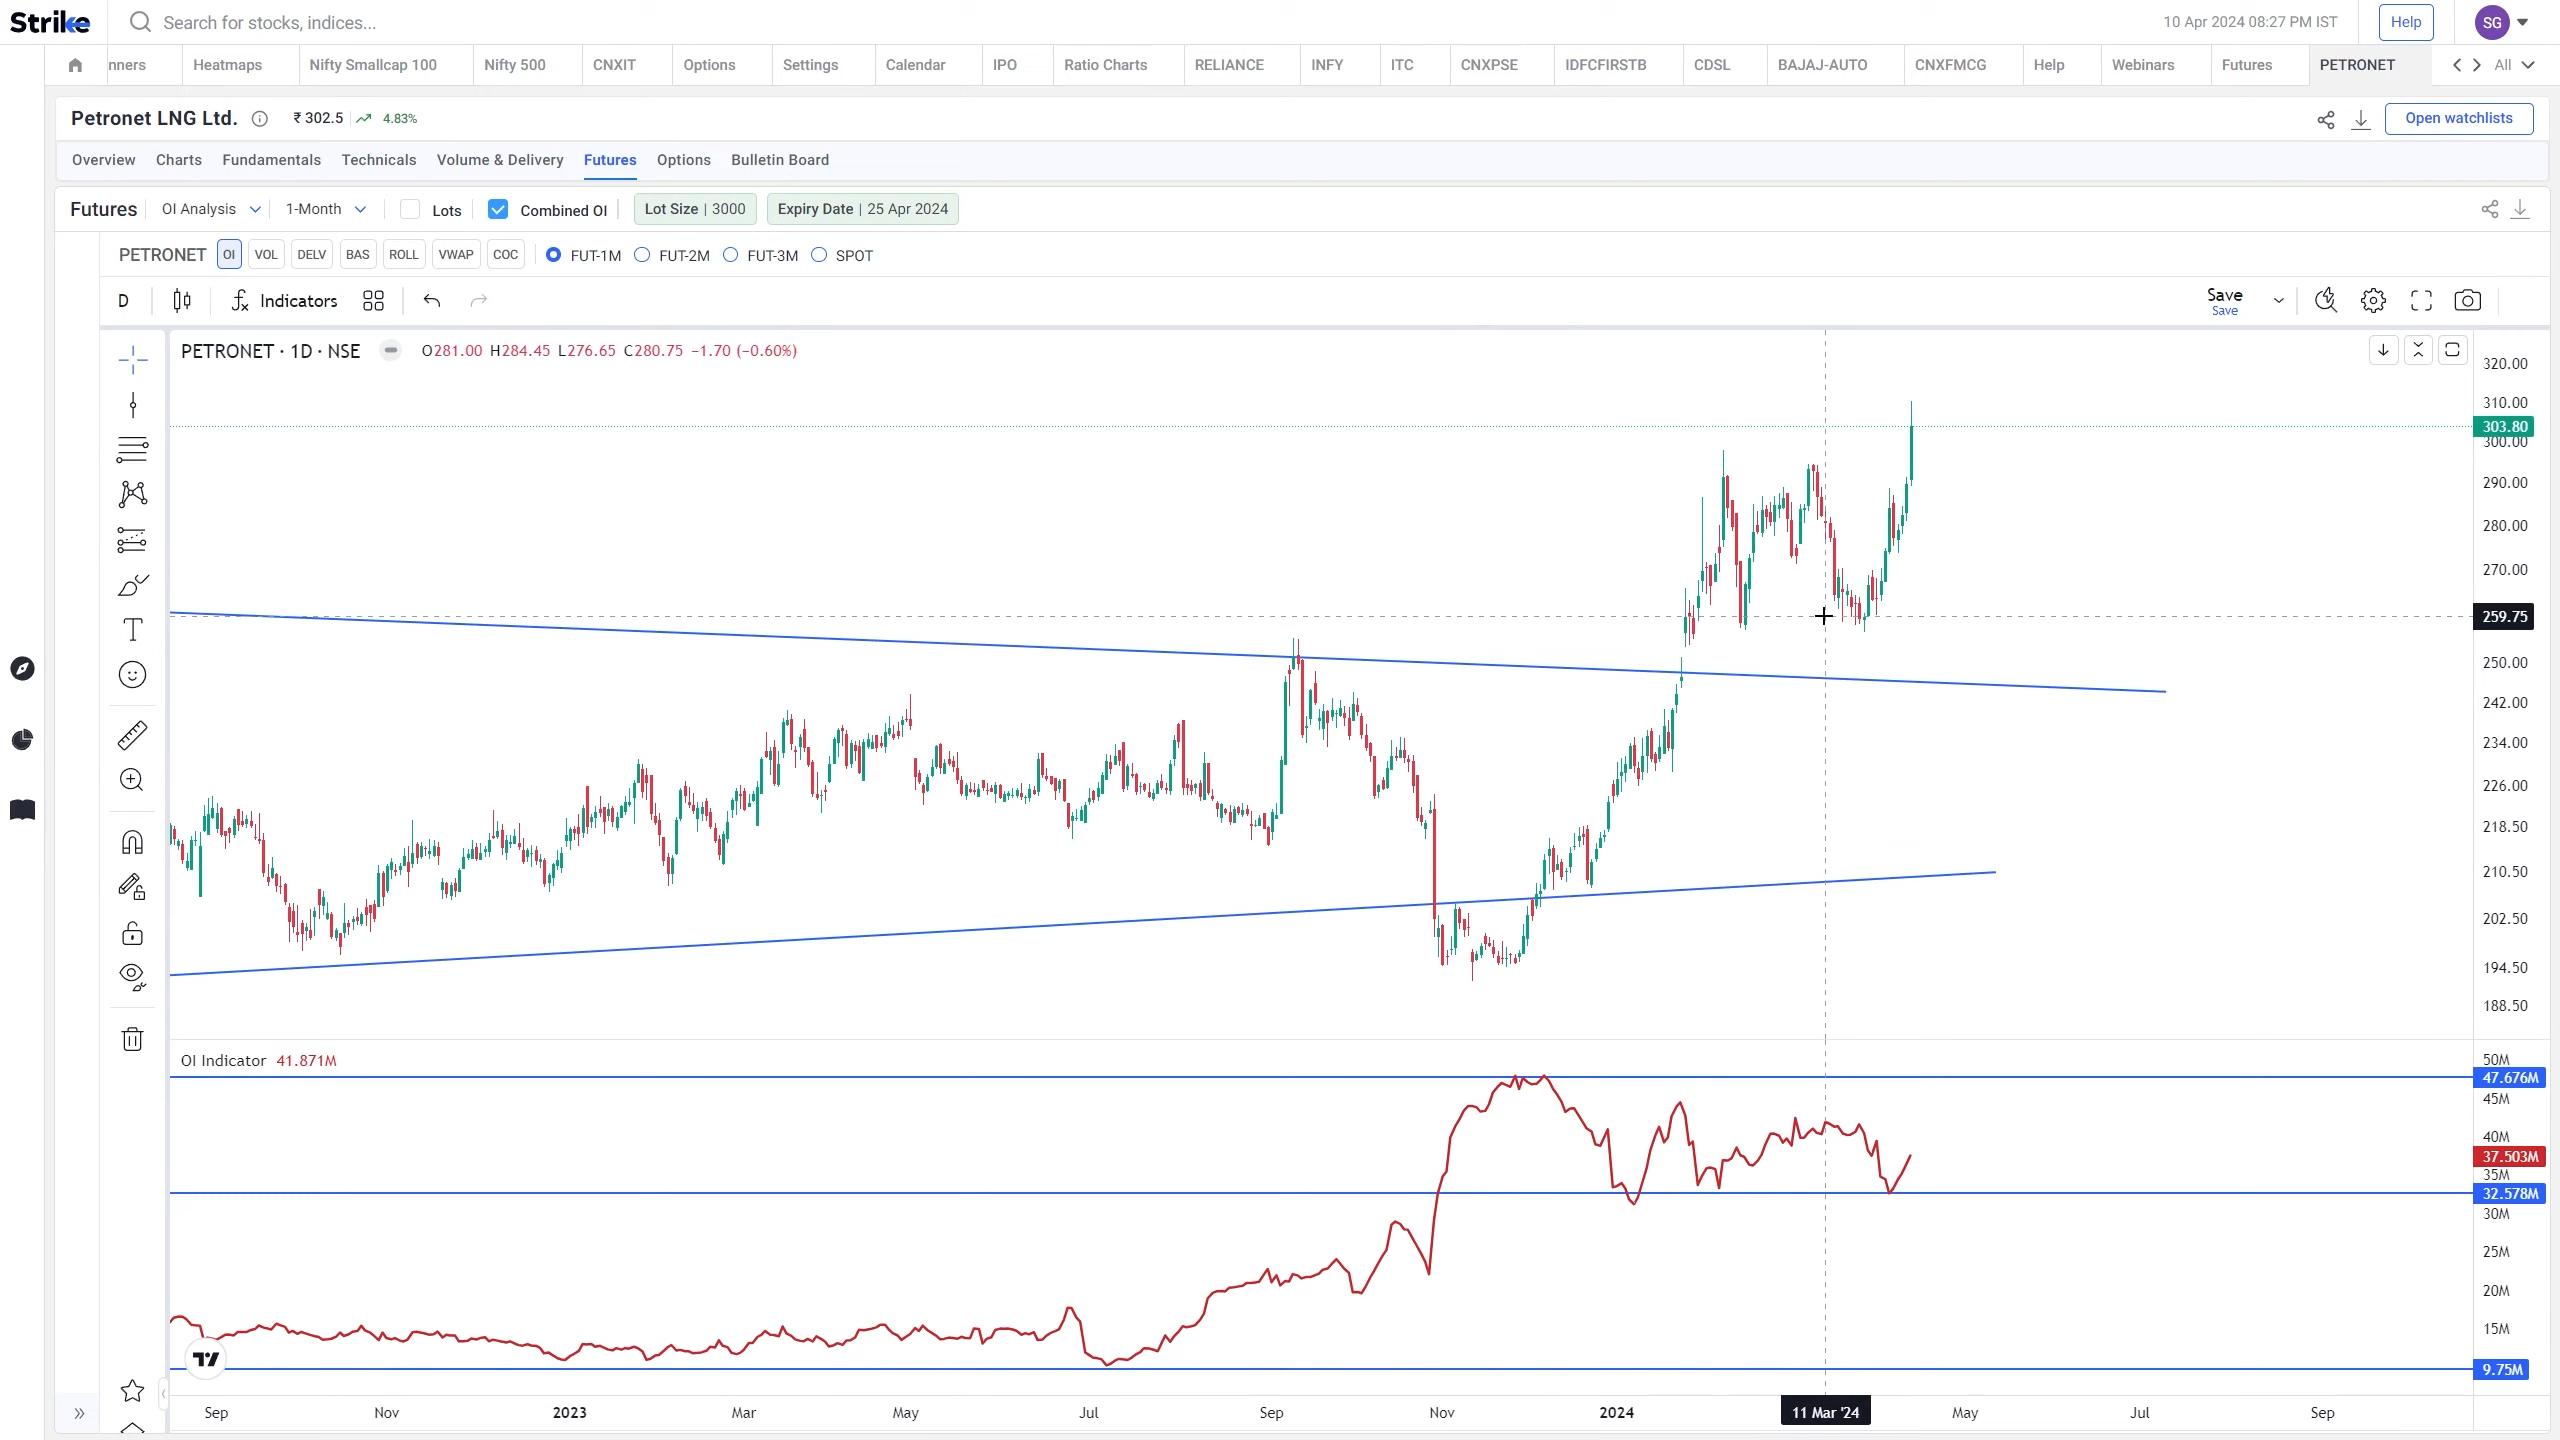 Strike Search for stocks, indices... 10 Apr 2024 08:27 PM IST Help SG
nners Heatmaps Nifty Smallcap 100 Nifty 500 CNXIT Options Settings Calendar IPO Ratio Charts RELIANCE INFY ITC CNXPSE IDFCFIRSTB CDSL BAJAJ-AUTO CNXFMCG Help Webinars Futures PETRONET All
Petronet LNG Ltd. ₹ 302.5 4.83% Open watchlists
Overview Charts Fundamentals Technicals Volume & Delivery Futures Options Bulletin Board
Futures OI Analysis 1-Month Lots Combined OI Lot Size | 3000 Expiry Date | 25 Apr 2024
PETRONET OI VOL DELV BAS ROLL VWAP COC FUT-1M FUT-2M FUT-3M SPOT
D Indicators Save
Save
PETRONET · 1D · NSE O281.00 H284.45 L276.65 C280.75 −1.70 (−0.60%)
320.00
310.00
303.80
300.00
290.00
280.00
270.00
259.75
250.00
242.00
234.00
226.00
218.50
210.50
202.50
194.50
188.50
OI Indicator 41.871M
50M
47.676M
45M
40M
37.503M
35M
32.578M
30M
25M
20M
15M
9.75M
Sep Nov 2023 Mar May Jul Sep Nov 2024 11 Mar '24 May Jul Sep